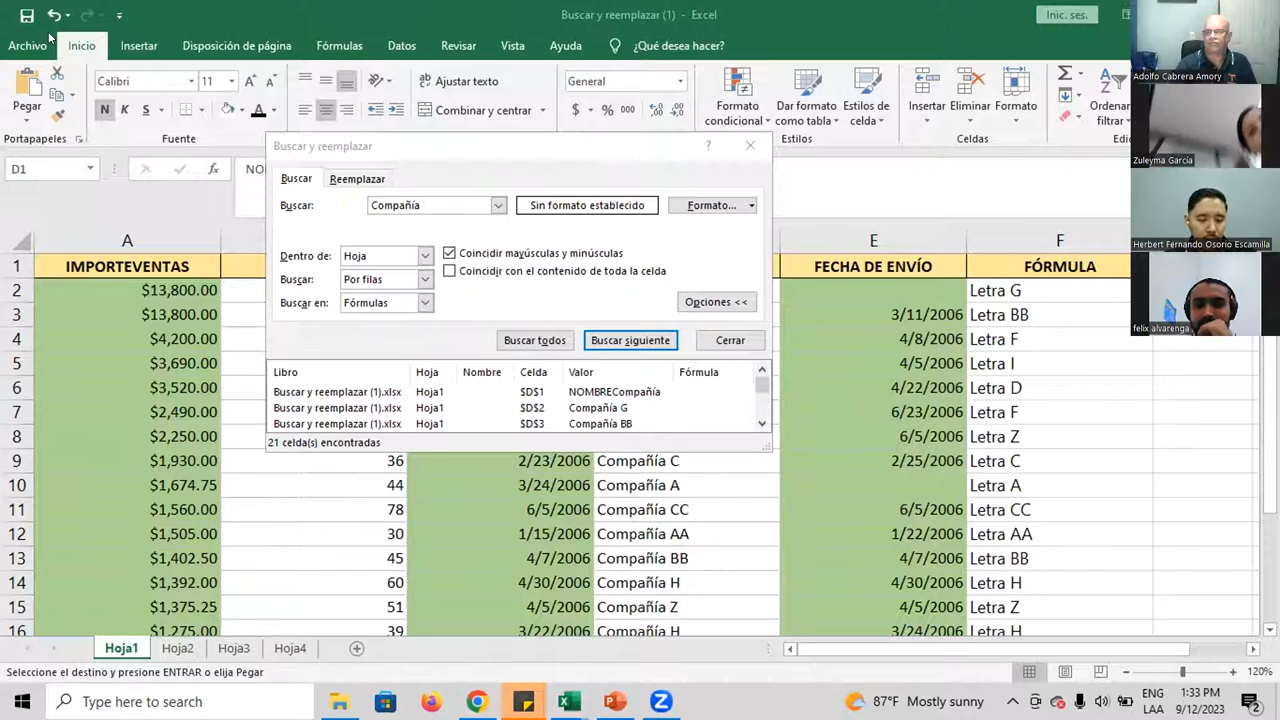 Buscar y reemplazar (1) - Excel
Inic. ses.
Archivo Inicio Insertar Disposición de página Fórmulas Datos Revisar Vista Ayuda ¿Qué desea hacer?
Adolfo Cabrera Amory
Pegar
Calibri 11
N K S
Ajustar texto
Combinar y centrar
General
$ % 000
Formato condicional
Dar formato como tabla
Estilos de celda
Insertar Eliminar Formato
Ordenar
filtrar
Portapapeles Fuente Estilos Celdas
Zuleyma García
D1
fx
Buscar y reemplazar
Buscar Reemplazar
Buscar: Compañía Sin formato establecido Formato...
Dentro de: Hoja Coincidir mayúsculas y minúsculas
Coincidir con el contenido de toda la celda
Buscar: Por filas
Buscar en: Fórmulas Opciones <<
Buscar todos Buscar siguiente Cerrar
Libro Hoja Nombre Celda Valor Fórmula
Buscar y reemplazar (1).xlsx Hoja1 $D$1 NOMBRECompañía
Buscar y reemplazar (1).xlsx Hoja1 $D$2 Compañía G
Buscar y reemplazar (1).xlsx Hoja1 $D$3 Compañía BB
21 celda(s) encontradas
Herbert Fernando Osorio Escamilla
felix alvarenga
A E F
1 IMPORTEVENTAS FECHA DE ENVÍO FÓRMULA
2 $13,800.00 Letra G
3 $13,800.00 3/11/2006 Letra BB
4 $4,200.00 4/8/2006 Letra F
5 $3,690.00 4/5/2006 Letra I
6 $3,520.00 4/22/2006 Letra D
7 $2,490.00 6/23/2006 Letra F
8 $2,250.00 6/5/2006 Letra Z
9 $1,930.00 36 2/23/2006 Compañía C 2/25/2006 Letra C
10 $1,674.75 44 3/24/2006 Compañía A Letra A
11 $1,560.00 78 6/5/2006 Compañía CC 6/5/2006 Letra CC
12 $1,505.00 30 1/15/2006 Compañía AA 1/22/2006 Letra AA
13 $1,402.50 45 4/7/2006 Compañía BB 4/7/2006 Letra BB
14 $1,392.00 60 4/30/2006 Compañía H 4/30/2006 Letra H
15 $1,375.25 51 4/5/2006 Compañía Z 4/5/2006 Letra Z
16 $1,275.00 39 3/22/2006 Compañía H 3/24/2006 Letra H
Hoja1 Hoja2 Hoja3 Hoja4
Seleccione el destino y presione ENTRAR o elija Pegar
120%
Type here to search
87°F Mostly sunny
ENG
LAA
1:33 PM
9/12/2023
2